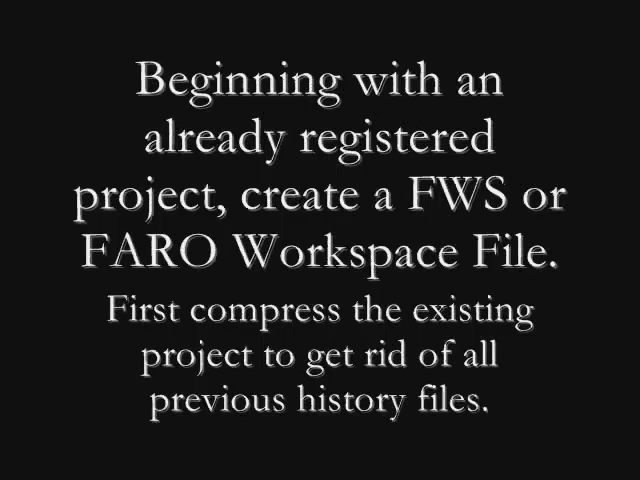 Beginning with an
already registered
project, create a FWS or
FARO Workspace File.
First compress the existing
project to get rid of all
previous history files.